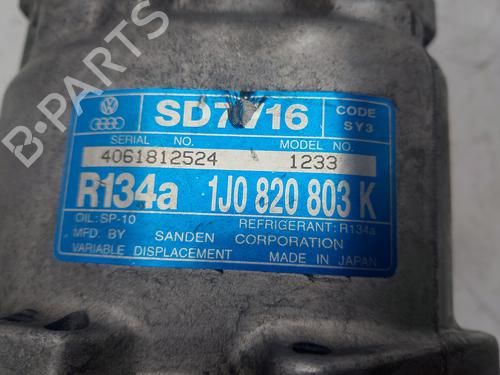 B-PARTS
SD7V16
CODE
SY3
SERIAL NO.
MODEL NO.
4061812524
1233
R134a
1J0 820 803 K
OIL:SP-10
REFRIGERANT:R134a
MFD. BY SANDEN CORPORATION
VARIABLE DISPLACEMENT
MADE IN JAPAN
B-PARTS